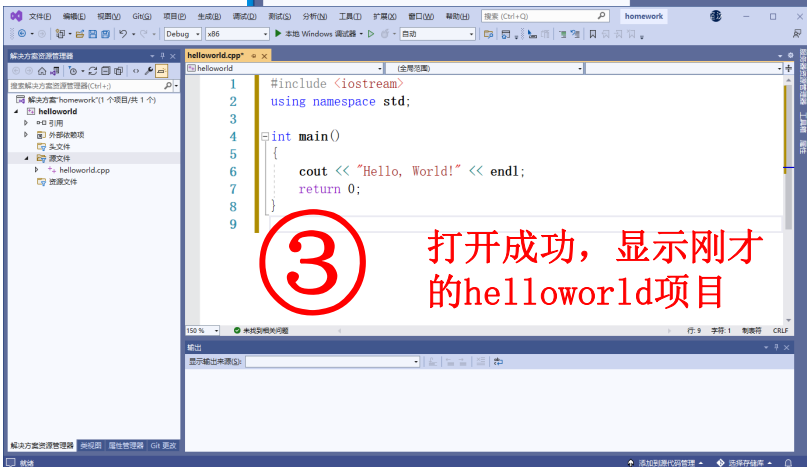 文件(F) 编辑(E) 视图(V) Git(G) 项目(P) 生成(B) 调试(D) 测试(S) 分析(N) 工具(T) 扩展(X) 窗口(W) 帮助(H) 搜索 (Ctrl+Q) homework
Debug x86 本地 Windows 调试器 自动
解决方案资源管理器
搜索解决方案资源管理器(Ctrl+;)
解决方案"homework"(1 个项目/共 1 个)
helloworld
引用
外部依赖项
头文件
源文件
helloworld.cpp
资源文件
helloworld.cpp*
helloworld (全局范围)
1 #include <iostream>
2 using namespace std;
3
4 int main()
5 {
6 cout << "Hello, World!" << endl;
7 return 0;
8 }
9
③
打开成功，显示刚才
的helloworld项目
150 % 未找到相关问题 行: 9 字符: 1 制表符 CRLF
输出
显示输出来源(S):
解决方案资源管理器 类视图 属性管理器 Git 更改
就绪 添加到源代码管理 选择存储库
工具箱
属性